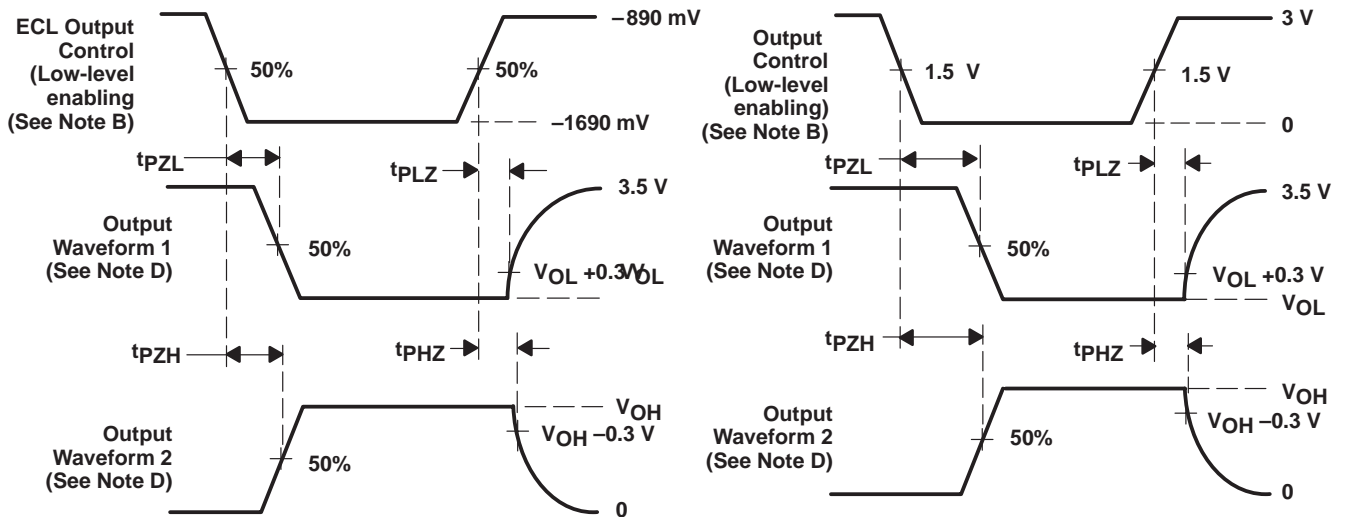 ECL Output
Control
(Low-level
enabling
(See Note B)
50%
50%
−890 mV
−1690 mV
tPZL
tPLZ
Output
Waveform 1
(See Note D)
50%
3.5 V
VOL +0.3 V
VOL
tPZH
tPHZ
Output
Waveform 2
(See Note D)
50%
VOH
VOH −0.3 V
0
Output
Control
(Low-level
enabling)
(See Note B)
1.5 V
1.5 V
3 V
0
tPZL
tPLZ
Output
Waveform 1
(See Note D)
50%
3.5 V
VOL +0.3 V
VOL
tPZH
tPHZ
Output
Waveform 2
(See Note D)
50%
VOH
VOH −0.3 V
0